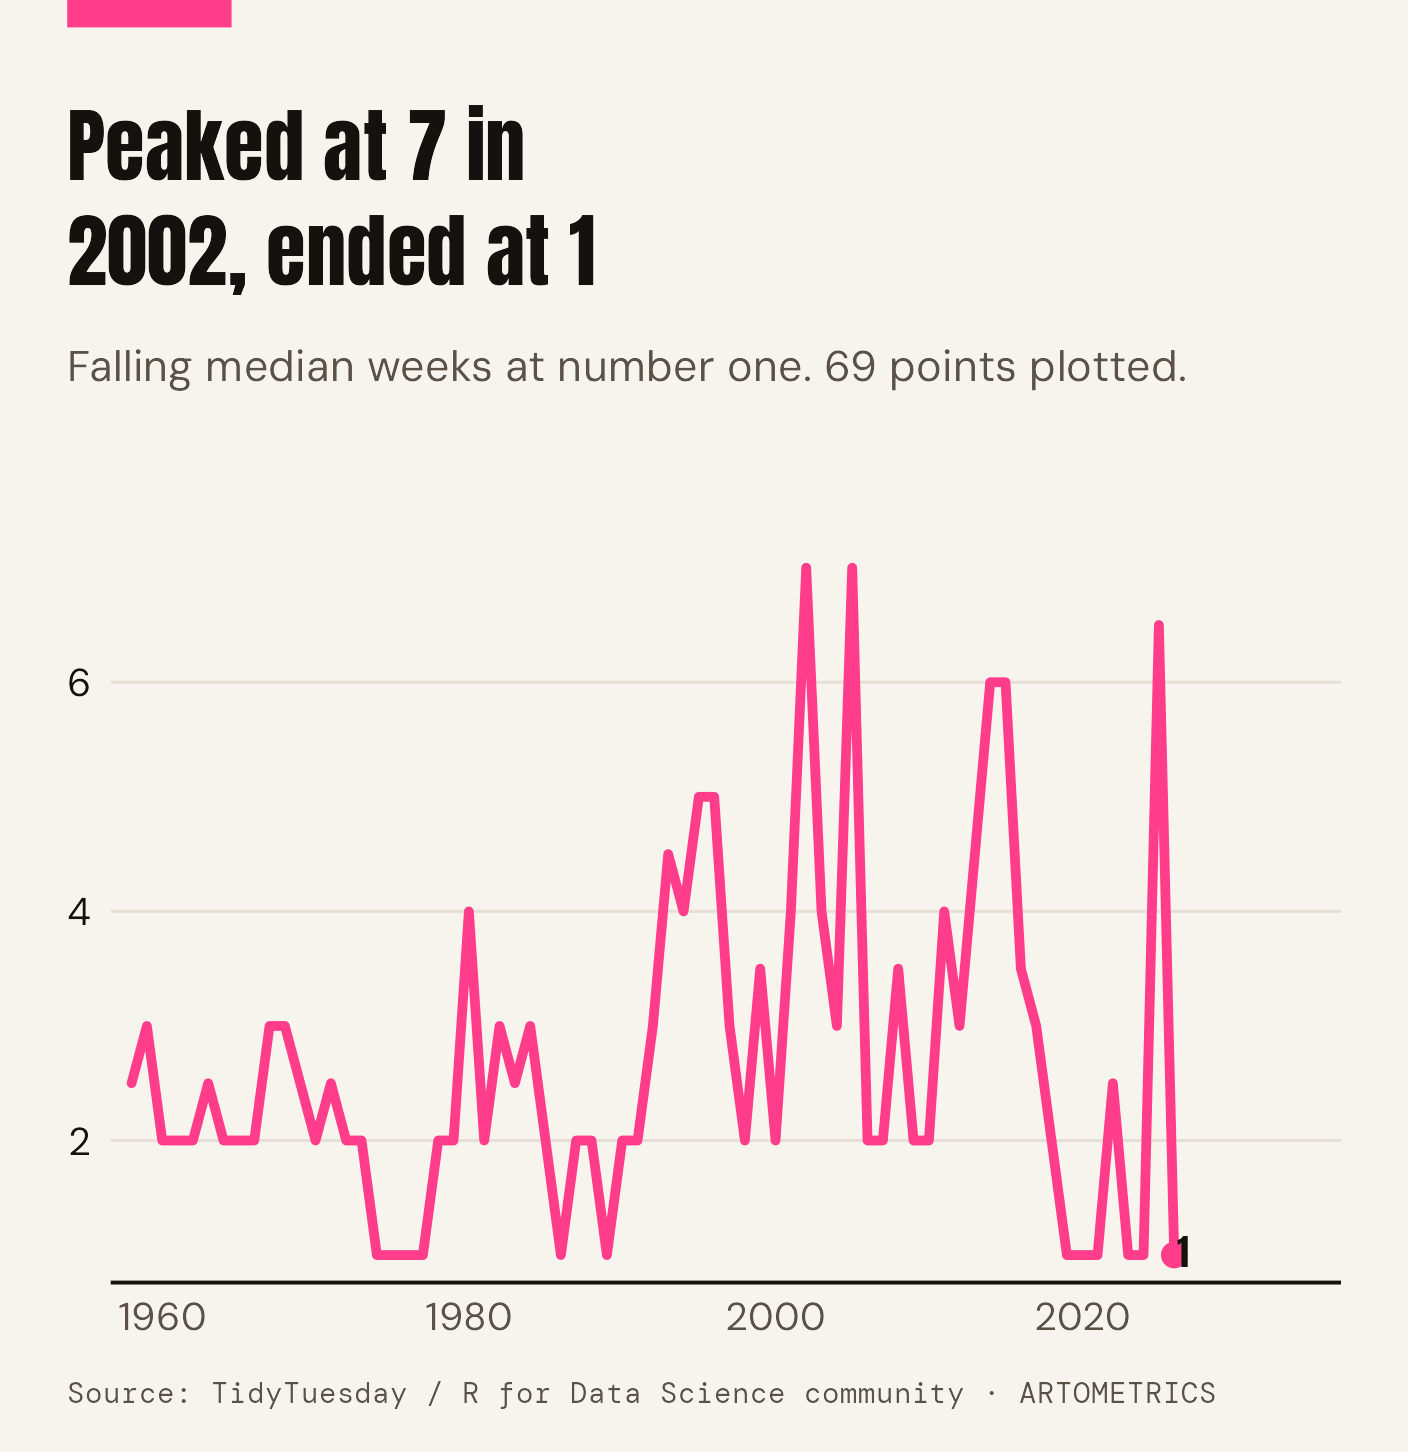 Peaked at 7 in
2002, ended at 1
Falling median weeks at number one. 69 points plotted.
6
4
2
1
1960 1980 2000 2020
Source: TidyTuesday / R for Data Science community · ARTOMETRICS